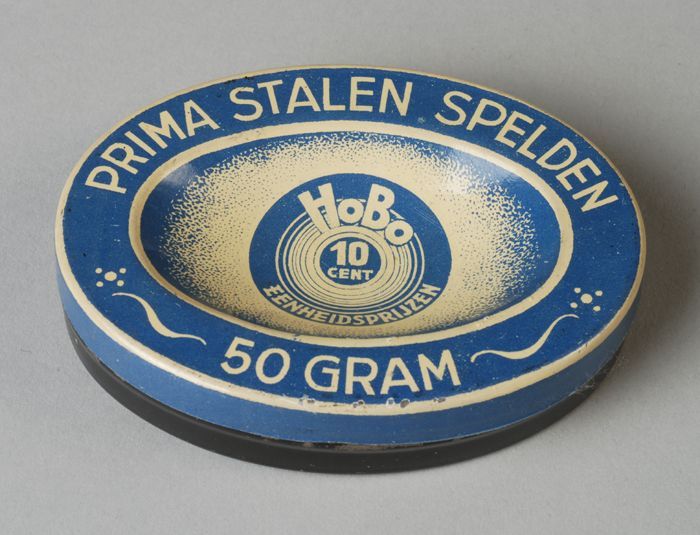 PRIMA STALEN SPELDEN
HoBo
10
CENT
EENHEIDSPRIJZEN
50 GRAM